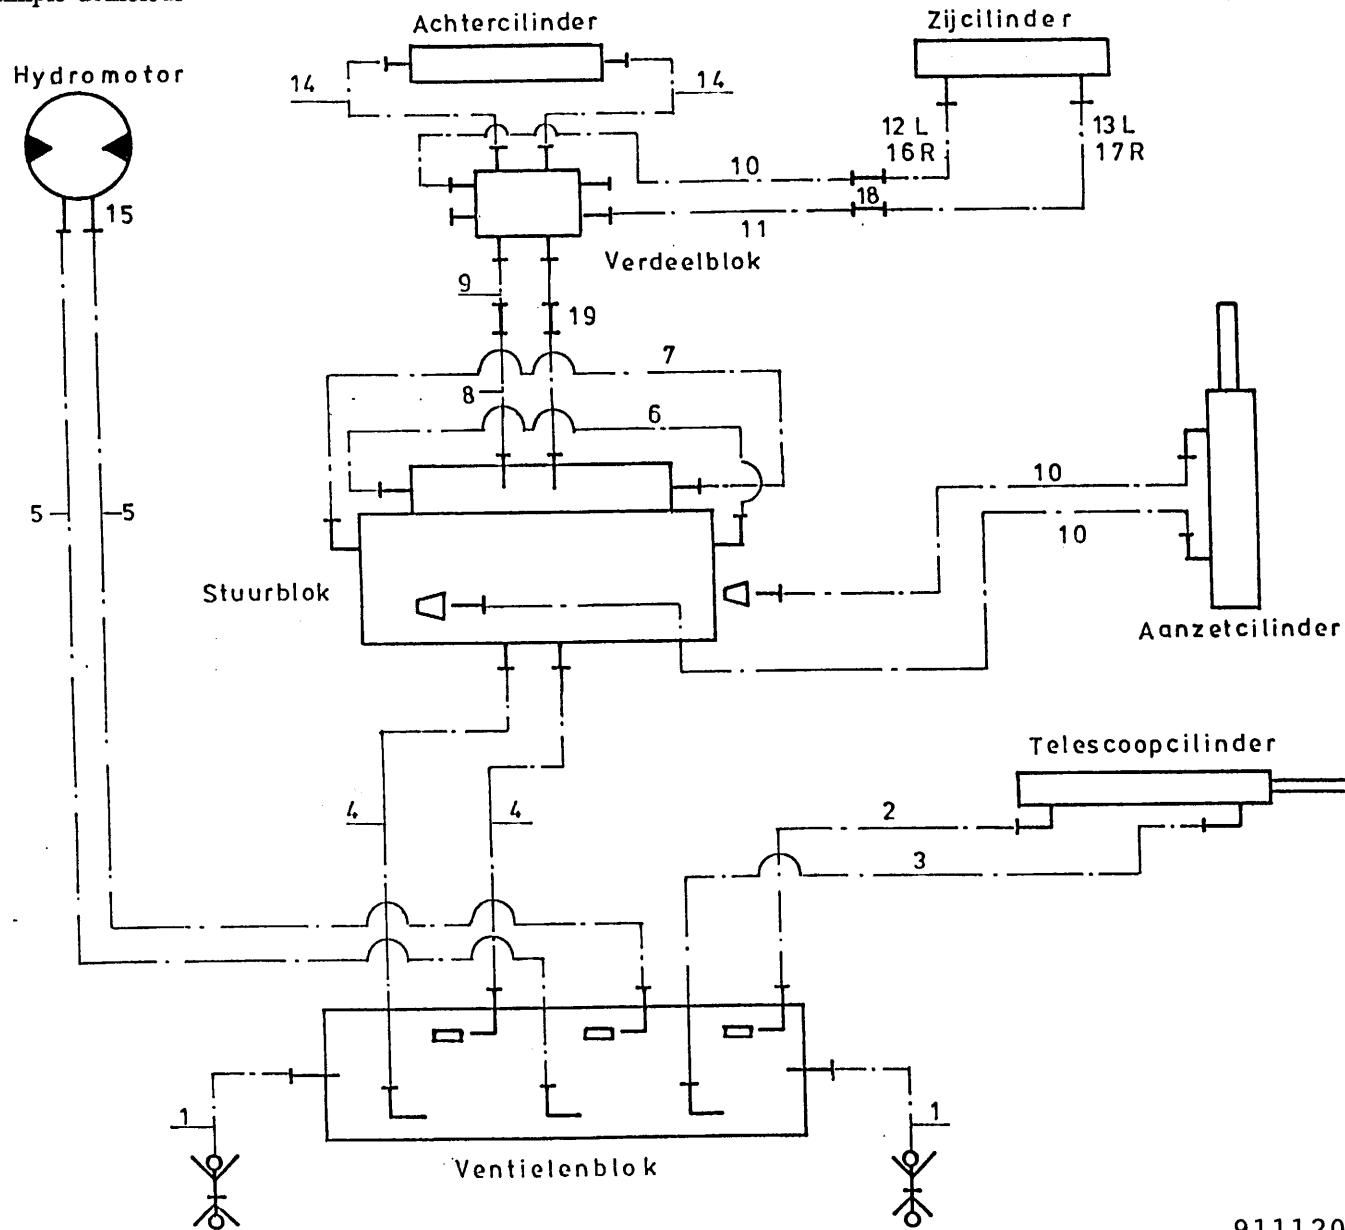 Achtercilinder
Zijcilinder
Hydromotor
14
14
12 L
16 R
13 L
17 R
10
18
11
15
Verdeelblok
9
19
7
8
6
10
10
5
5
Stuurblok
Aanzetcilinder
Telescoopcilinder
4
4
2
3
1
1
Ventielenblok
911120